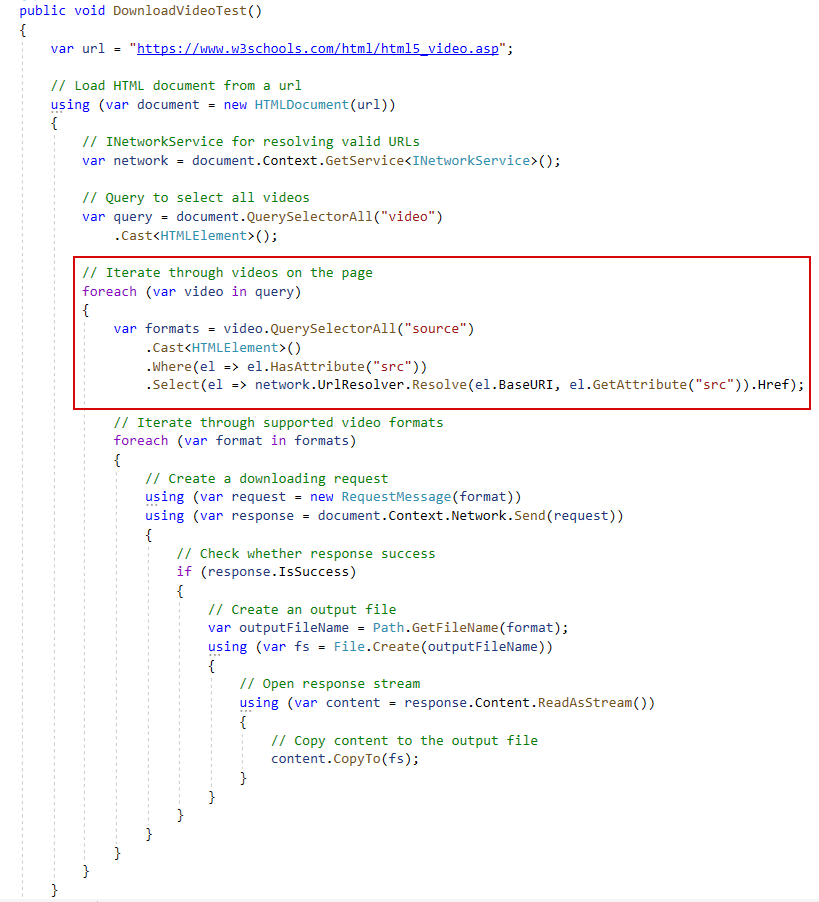 public void DownloadVideoTest()
{
    var url = "https://www.w3schools.com/html/html5_video.asp";

    // Load HTML document from a url
    using (var document = new HTMLDocument(url))
    {
        // INetworkService for resolving valid URLs
        var network = document.Context.GetService<INetworkService>();

        // Query to select all videos
        var query = document.QuerySelectorAll("video")
            .Cast<HTMLElement>();

        // Iterate through videos on the page
        foreach (var video in query)
        {
            var formats = video.QuerySelectorAll("source")
                .Cast<HTMLElement>()
                .Where(el => el.HasAttribute("src"))
                .Select(el => network.UrlResolver.Resolve(el.BaseURI, el.GetAttribute("src")).Href);

            // Iterate through supported video formats
            foreach (var format in formats)
            {
                // Create a downloading request
                using (var request = new RequestMessage(format))
                using (var response = document.Context.Network.Send(request))
                {
                    // Check whether response success
                    if (response.IsSuccess)
                    {
                        // Create an output file
                        var outputFileName = Path.GetFileName(format);
                        using (var fs = File.Create(outputFileName))
                        {
                            // Open response stream
                            using (var content = response.Content.ReadAsStream())
                            {
                                // Copy content to the output file
                                content.CopyTo(fs);
                            }
                        }
                    }
                }
            }
        }
    }